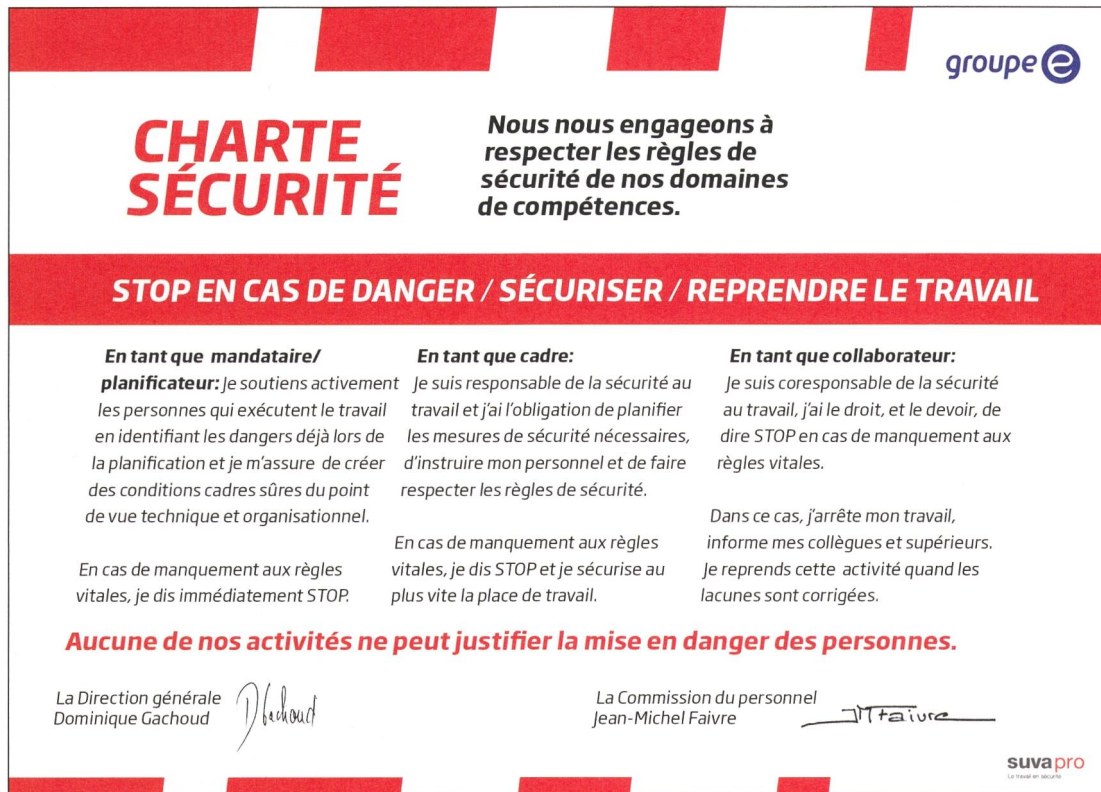 groupe e
CHARTE
SÉCURITÉ
Nous nous engageons à
respecter les règles de
sécurité de nos domaines
de compétences.
STOP EN CAS DE DANGER / SÉCURISER / REPRENDRE LE TRAVAIL
En tant que mandataire/
planificateur: Je soutiens activement
les personnes qui exécutent le travail
en identifiant les dangers déjà lors de
la planification et je m'assure de créer
des conditions cadres sûres du point
de vue technique et organisationnel.
En cas de manquement aux règles
vitales, je dis immédiatement STOP.
En tant que cadre:
Je suis responsable de la sécurité au
travail et j'ai l'obligation de planifier
les mesures de sécurité nécessaires,
d'instruire mon personnel et de faire
respecter les règles de sécurité.
En cas de manquement aux règles
vitales, je dis STOP et je sécurise au
plus vite la place de travail.
En tant que collaborateur:
Je suis coresponsable de la sécurité
au travail, j'ai le droit, et le devoir, de
dire STOP en cas de manquement aux
règles vitales.
Dans ce cas, j'arrête mon travail,
informe mes collègues et supérieurs.
Je reprends cette activité quand les
lacunes sont corrigées.
Aucune de nos activités ne peut justifier la mise en danger des personnes.
La Direction générale
Dominique Gachoud
DGachoud
La Commission du personnel
Jean-Michel Faivre
JMFaivre
suvapro
Le travail en sécurité